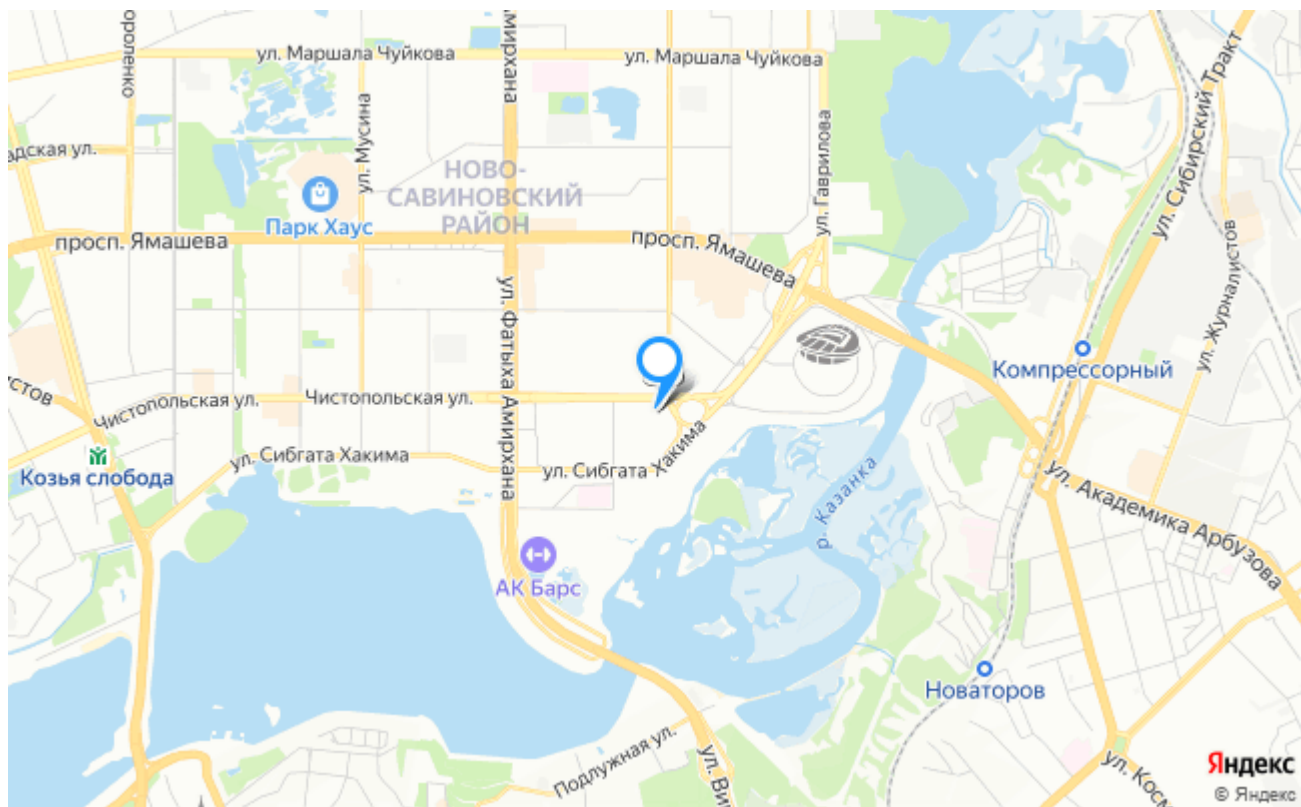 ороленко
ул. Маршала Чуйкова
Амирхана
ул. Маршала Чуйкова
ул. Сибирский Тракт
адская ул.
ул. Мусина
НОВО-
САВИНОВСКИЙ
РАЙОН
ул. Гаврилова
Парк Хаус
просп. Ямашева
просп. Ямашева
ул. Журналистов
ул. Фатыха Амирхана
Компрессорный
истов
Чистопольская ул.
Чистопольская ул.
Козья слобода
ул. Сибгата Хакима
ул. Сибгата Хакима
р. Казанка
ул. Академика Арбузова
АК Барс
Новаторов
Подлужная ул.
ул. Ви
ул. Косм
Яндекс
© Яндекс